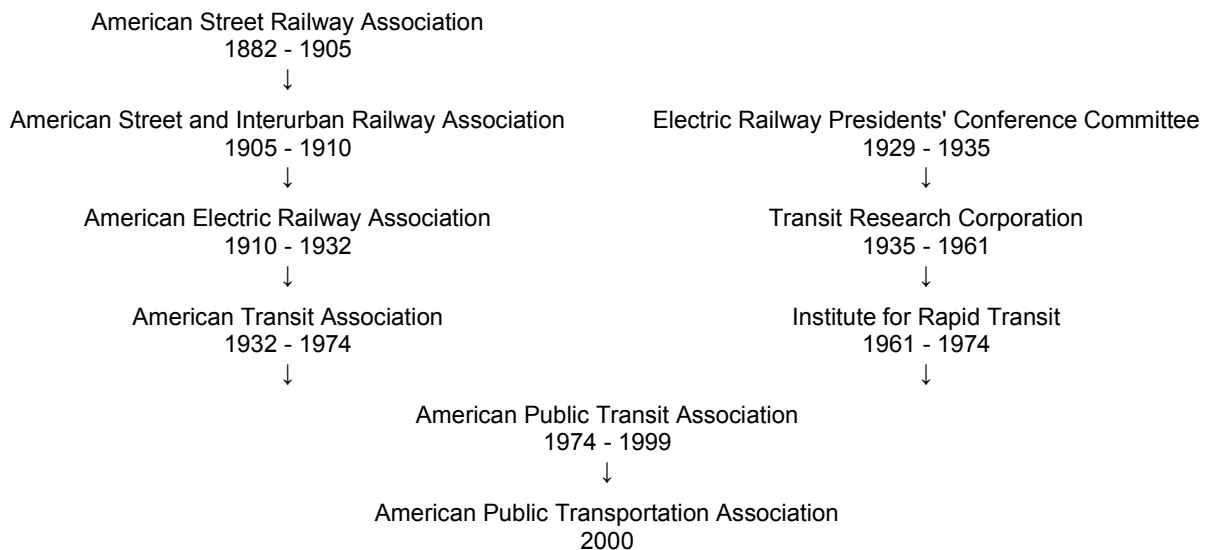 American Street Railway Association
1882 - 1905
↓
American Street and Interurban Railway Association
1905 - 1910
↓
American Electric Railway Association
1910 - 1932
↓
American Transit Association
1932 - 1974
↓
Electric Railway Presidents' Conference Committee
1929 - 1935
↓
Transit Research Corporation
1935 - 1961
↓
Institute for Rapid Transit
1961 - 1974
↓
American Public Transit Association
1974 - 1999
↓
American Public Transportation Association
2000